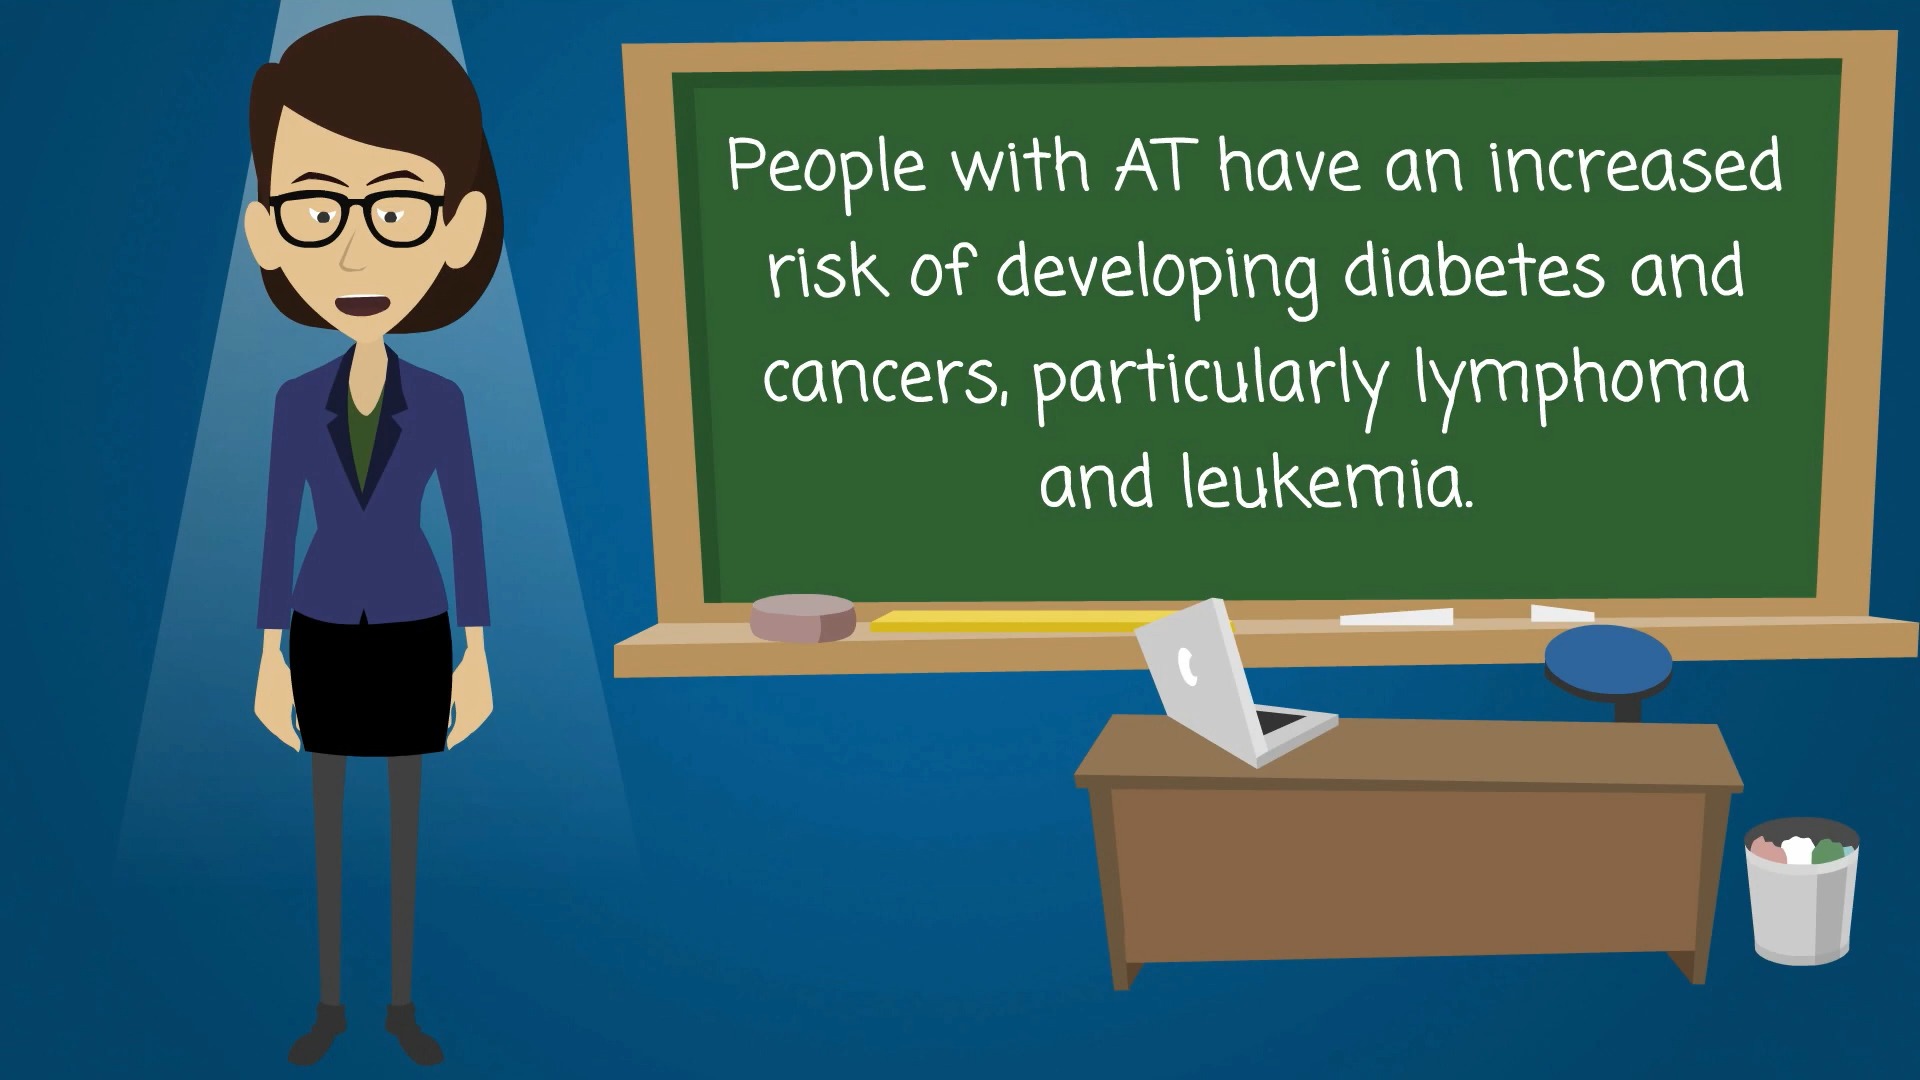 People with AT have an increased
risk of developing diabetes and
cancers, particularly lymphoma
and leukemia.